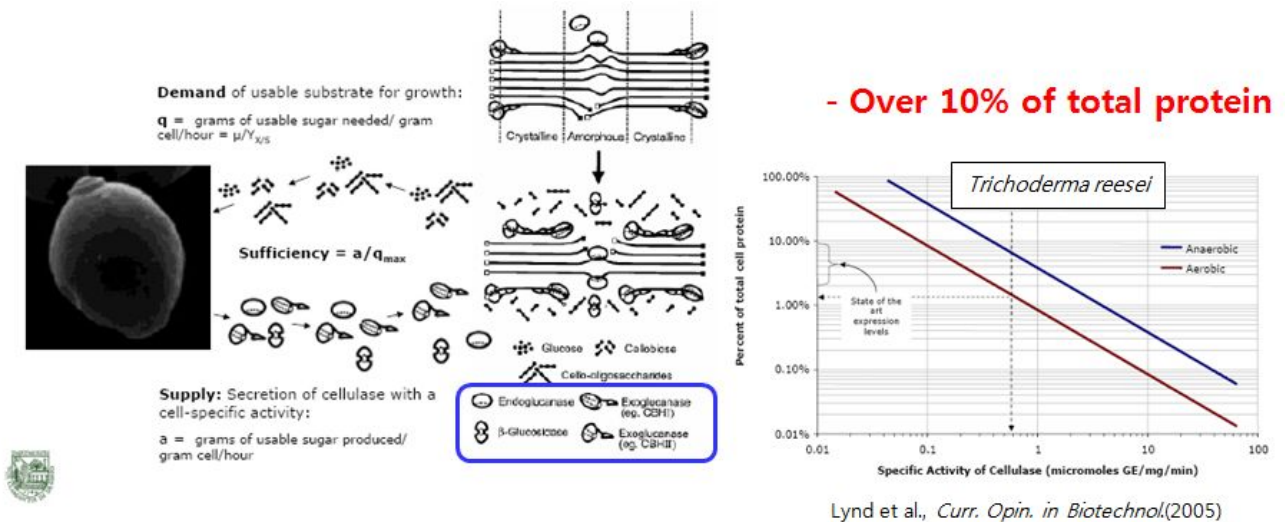 Demand of usable substrate for growth:
q = grams of usable sugar needed/ gram
cell/hour = μ/Y X/S
Sufficiency = a/q max
Supply: Secretion of cellulase with a
cell-specific activity:
a = grams of usable sugar produced/
gram cell/hour
Crystalline Amorphous Crystalline
Glucose Cellobiose
Cello-oligosaccharides
Endoglucanase Exoglucanase
(eg. CBHI)
β-Glucosidase Exoglucanase
(eg. CBHII)
- Over 10% of total protein
Trichoderma reesei
100.00%
10.00%
1.00%
0.10%
0.01%
Percent of total cell protein
Anaerobic
Aerobic
State of the
art
expression
levels
0.01 0.1 1 10 100
Specific Activity of Cellulase (micromoles GE/mg/min)
Lynd et al., Curr. Opin. in Biotechnol.(2005)